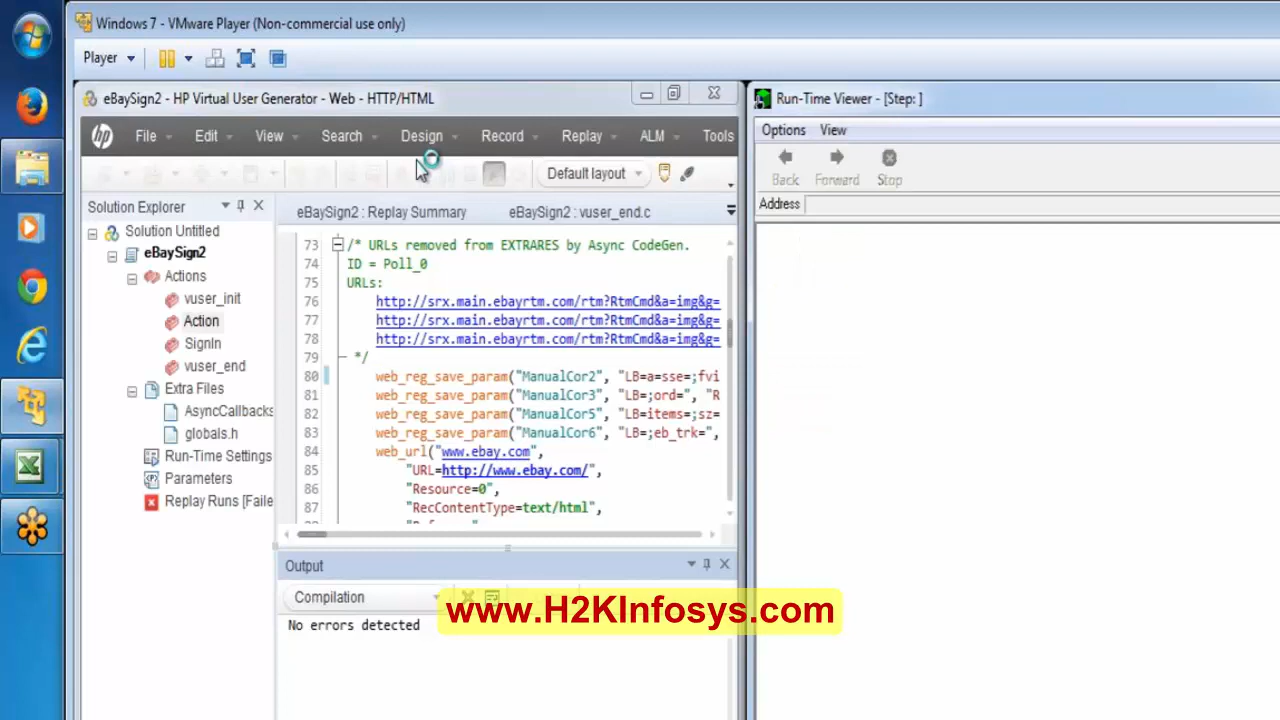 Windows 7 - VMware Player (Non-commercial use only)
Player
eBaySign2 - HP Virtual User Generator - Web - HTTP/HTML
hp File Edit View Search Design Record Replay ALM Tools
Default layout
Solution Explorer
Solution Untitled
eBaySign2
Actions
vuser_init
Action
SignIn
vuser_end
Extra Files
AsyncCallbacks
globals.h
Run-Time Settings
Parameters
Replay Runs [Faile
eBaySign2 : Replay Summary eBaySign2 : vuser_end.c
73 /* URLs removed from EXTRARES by Async CodeGen.
74 ID = Poll_0
75 URLs:
76 http://srx.main.ebayrtm.com/rtm?RtmCmd&a=img&g=
77 http://srx.main.ebayrtm.com/rtm?RtmCmd&a=img&g=
78 http://srx.main.ebayrtm.com/rtm?RtmCmd&a=img&g=
79 */
80 web_reg_save_param("ManualCor2", "LB=a=sse=;fvi
81 web_reg_save_param("ManualCor3", "LB=;ord=", "R
82 web_reg_save_param("ManualCor5", "LB=items=;sz=
83 web_reg_save_param("ManualCor6", "LB=;eb_trk=",
84 web_url("www.ebay.com",
85 "URL=http://www.ebay.com/",
86 "Resource=0",
87 "RecContentType=text/html",
Output
Compilation
No errors detected
www.H2KInfosys.com
Run-Time Viewer - [Step: ]
Options View
Back Forward Stop
Address